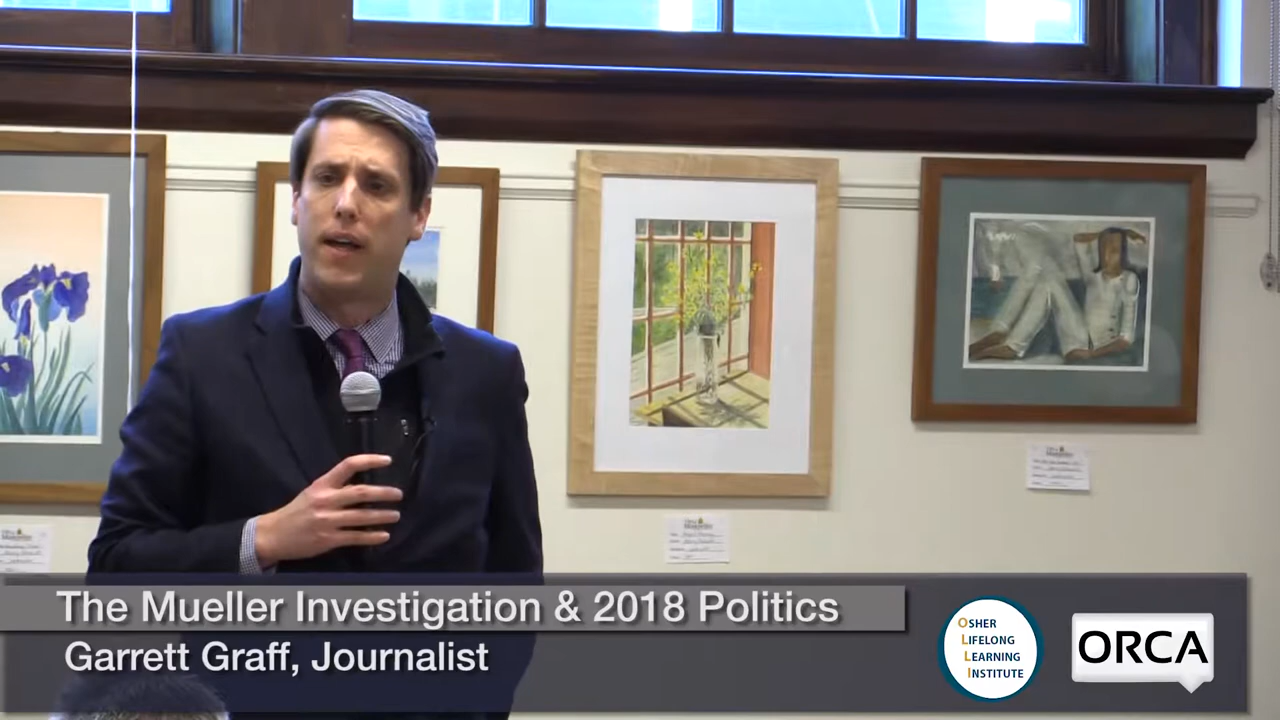 The Mueller Investigation & 2018 Politics
Garrett Graff, Journalist
OSHER
LIFELONG
LEARNING
INSTITUTE
ORCA